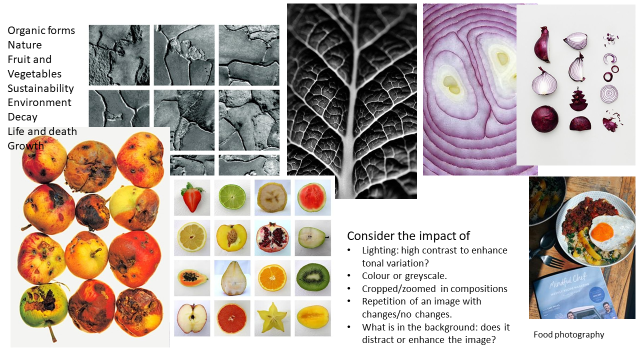 Organic forms
Nature
Fruit and
Vegetables
Sustainability
Environment
Decay
Life and death
Growth
Consider the impact of
• Lighting: high contrast to enhance
tonal variation?
• Colour or greyscale.
• Cropped/zoomed in compositions
• Repetition of an image with
changes/no changes.
• What is in the background: does it
distract or enhance the image?
Food photography